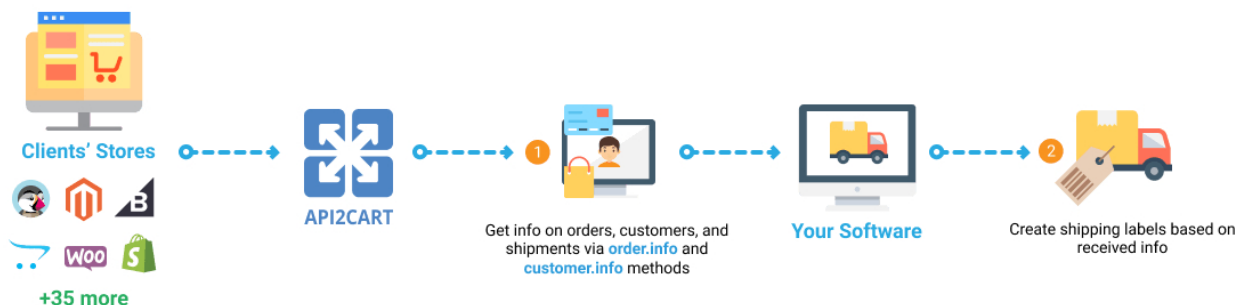 Clients' Stores
B
WOO
S
+35 more
API2CART
1
Get info on orders, customers, and
shipments via order.info and
customer.info methods
Your Software
2
Create shipping labels based on
received info